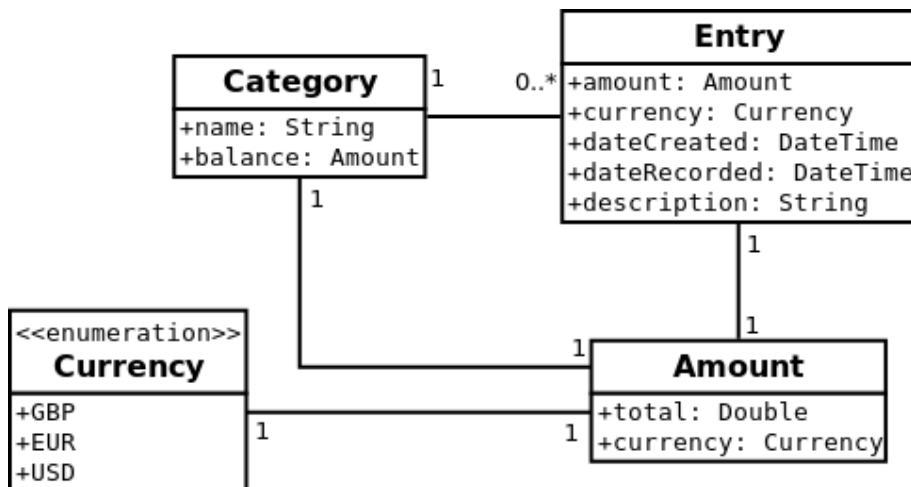 Entry
+amount: Amount
+currency: Currency
+dateCreated: DateTime
+dateRecorded: DateTime
+description: String
Category
+name: String
+balance: Amount
1
0..*
1
1
1
1
<<enumeration>>
Currency
+GBP
+EUR
+USD
1
1
Amount
+total: Double
+currency: Currency